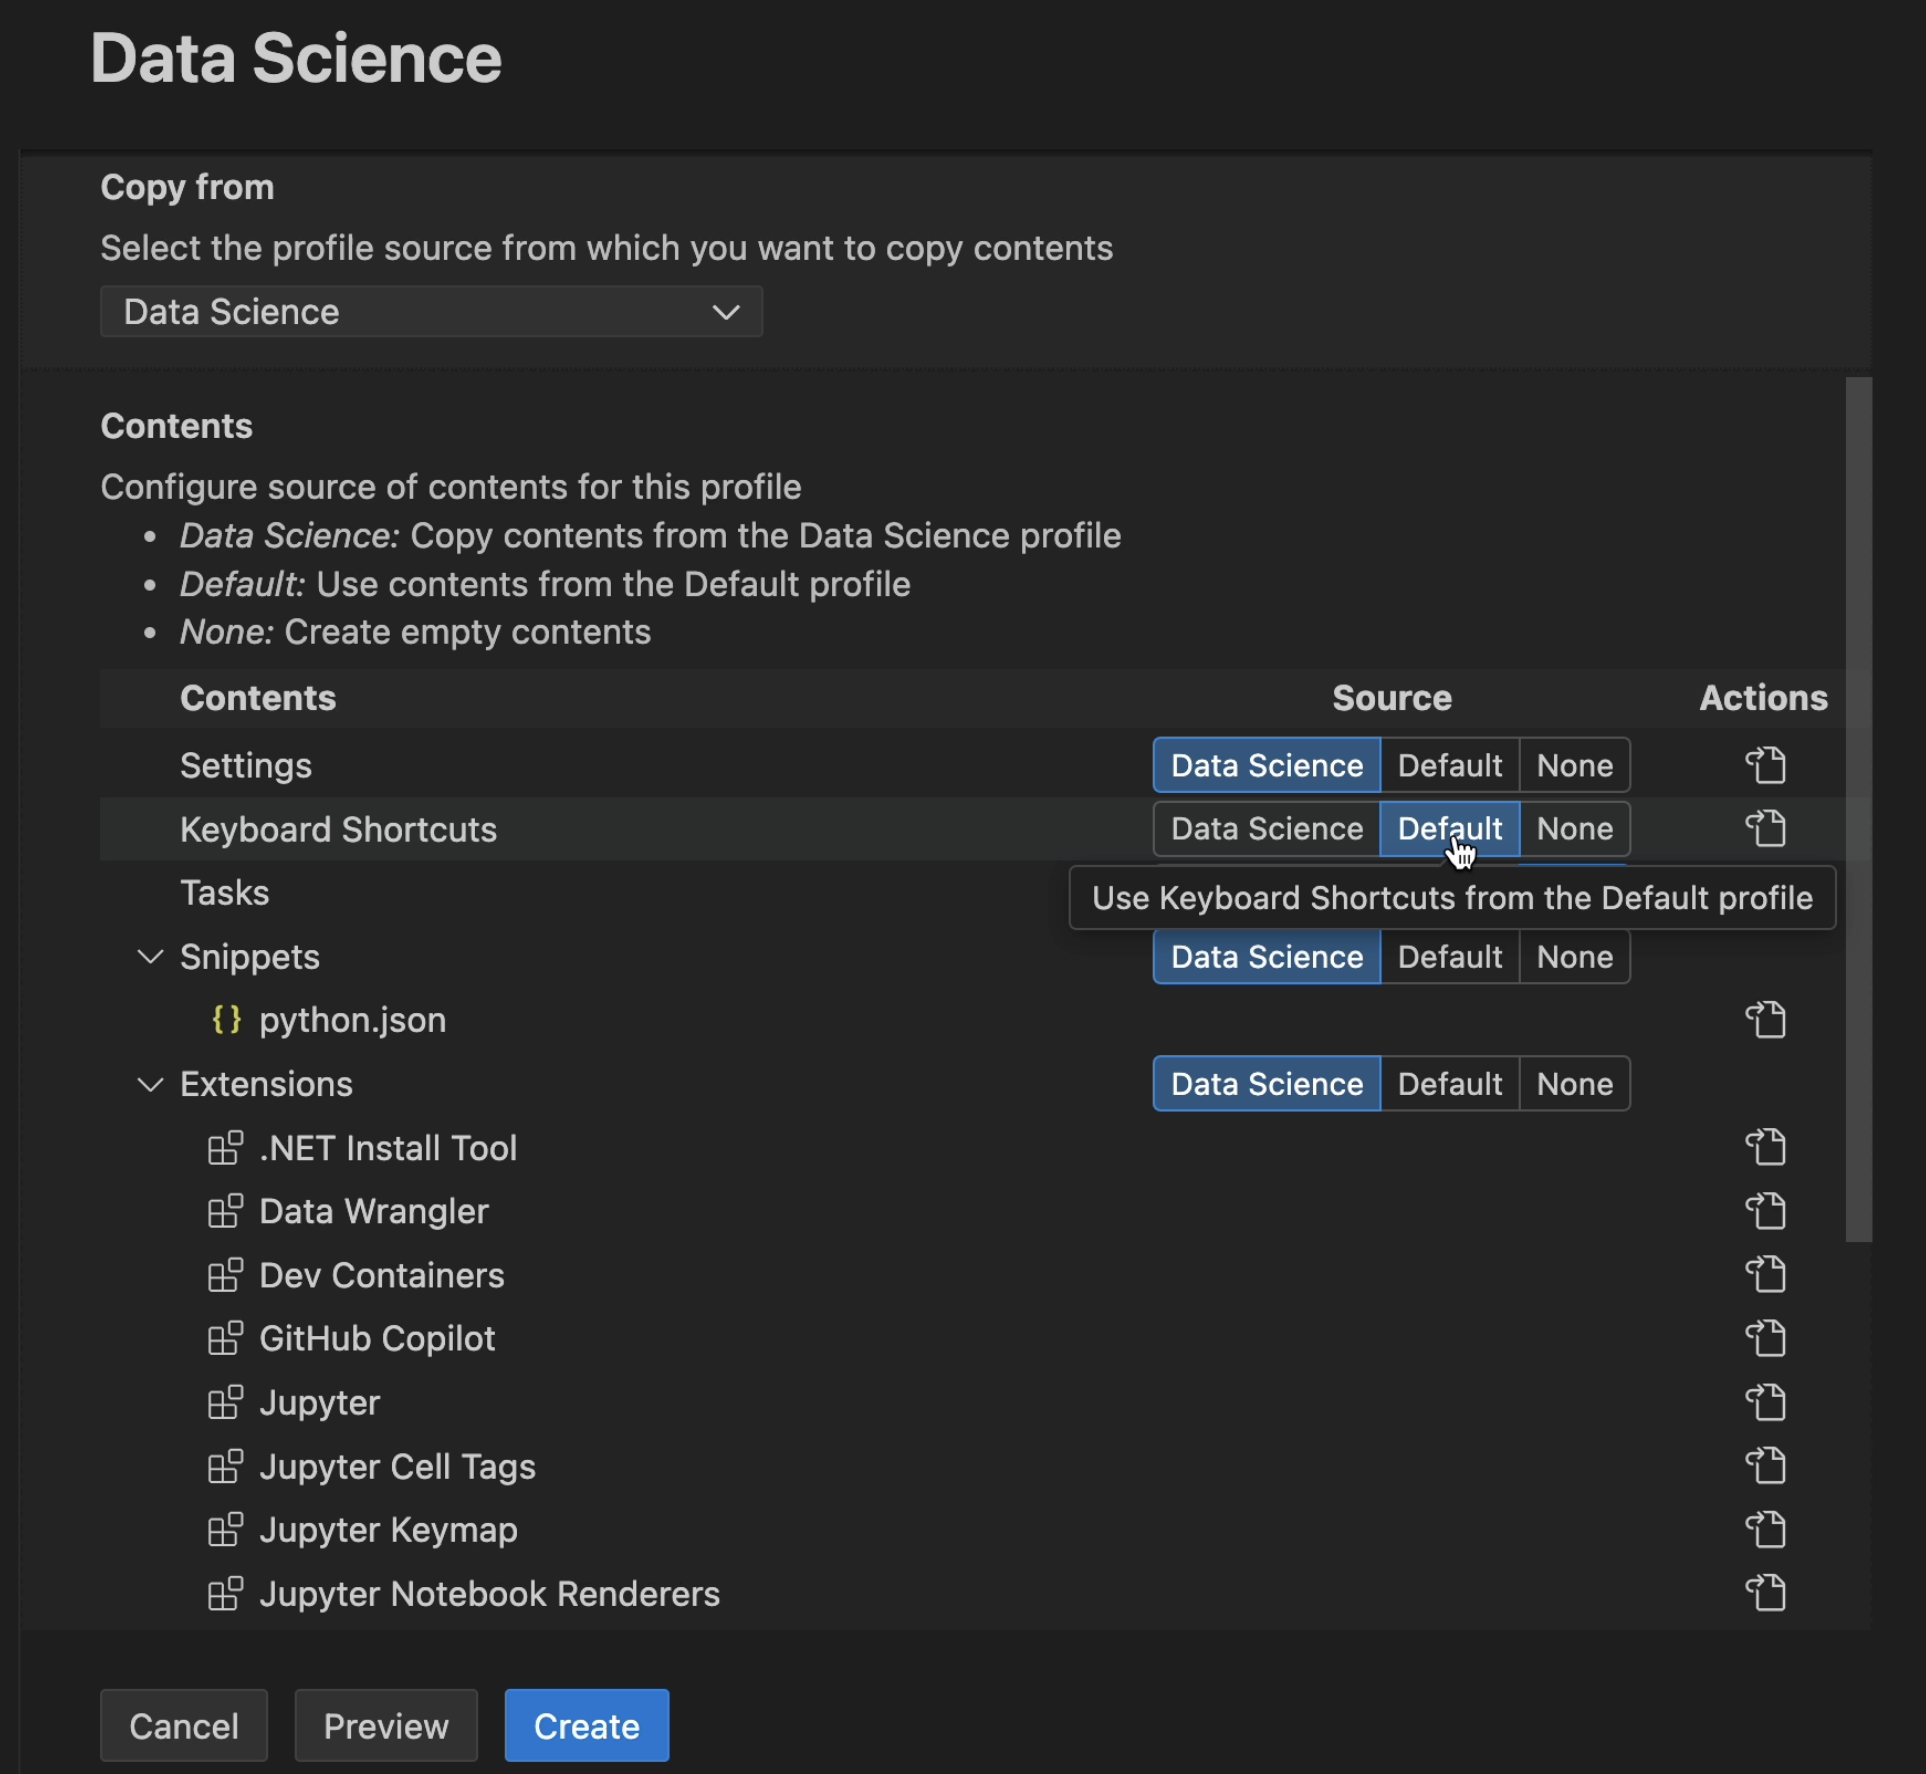 Data Science
Copy from
Select the profile source from which you want to copy contents
Data Science
Contents
Configure source of contents for this profile
• Data Science: Copy contents from the Data Science profile
• Default: Use contents from the Default profile
• None: Create empty contents
Contents Source Actions
Settings Data Science Default None
Keyboard Shortcuts Data Science Default None
Tasks
Use Keyboard Shortcuts from the Default profile
Snippets Data Science Default None
{} python.json
Extensions Data Science Default None
.NET Install Tool
Data Wrangler
Dev Containers
GitHub Copilot
Jupyter
Jupyter Cell Tags
Jupyter Keymap
Jupyter Notebook Renderers
Cancel Preview Create